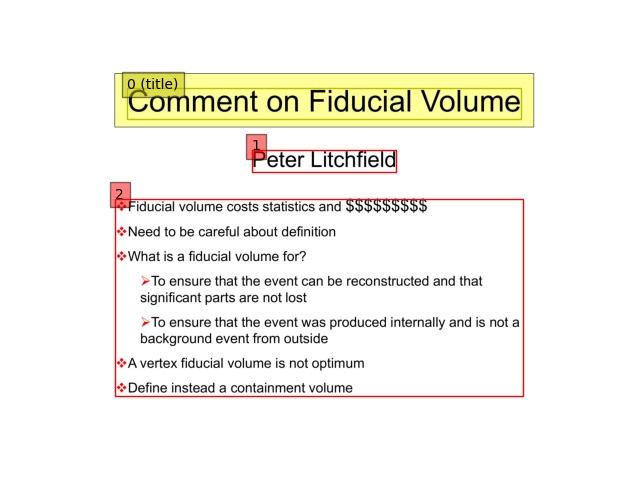 0 (title)
Comment on Fiducial Volume
1
Peter Litchfield
2
❖Fiducial volume costs statistics and $$$$$$$$$
❖Need to be careful about definition
❖What is a fiducial volume for?
➢To ensure that the event can be reconstructed and that
significant parts are not lost
➢To ensure that the event was produced internally and is not a
background event from outside
❖A vertex fiducial volume is not optimum
❖Define instead a containment volume